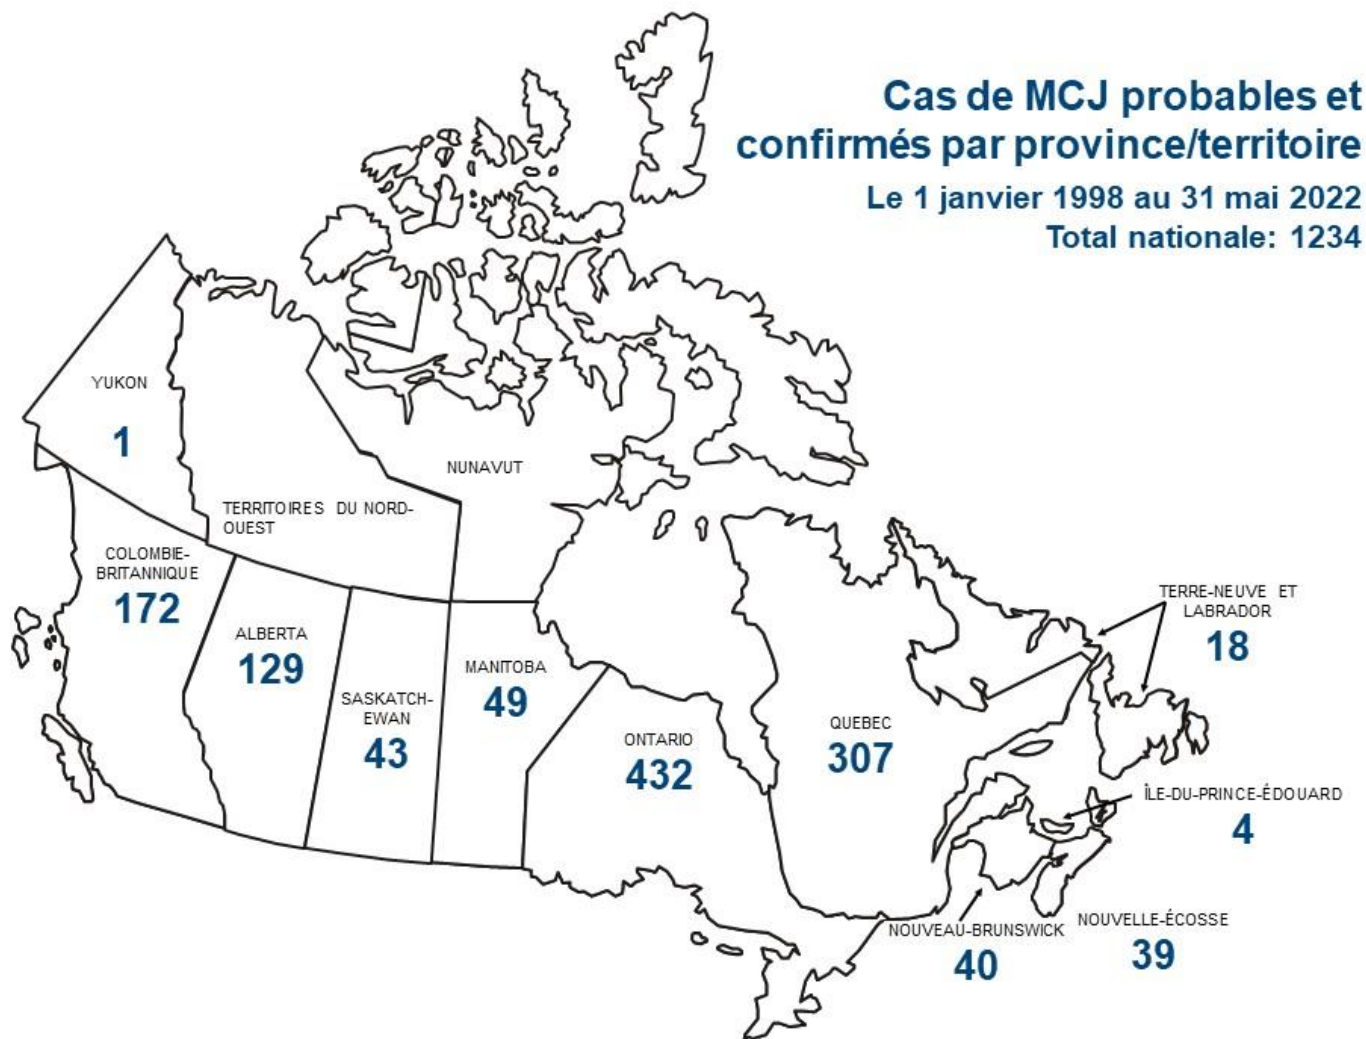 Cas de MCJ probables et
confirmés par province/territoire
Le 1 janvier 1998 au 31 mai 2022
Total nationale: 1234
YUKON
1
NUNAVUT
TERRITOIRES DU NORD-
OUEST
COLOMBIE-
BRITANNIQUE
172
ALBERTA
129
SASKATCH-
EWAN
43
MANITOBA
49
ONTARIO
432
QUEBEC
307
TERRE-NEUVE ET
LABRADOR
18
ÎLE-DU-PRINCE-ÉDOUARD
4
NOUVEAU-BRUNSWICK
40
NOUVELLE-ÉCOSSE
39